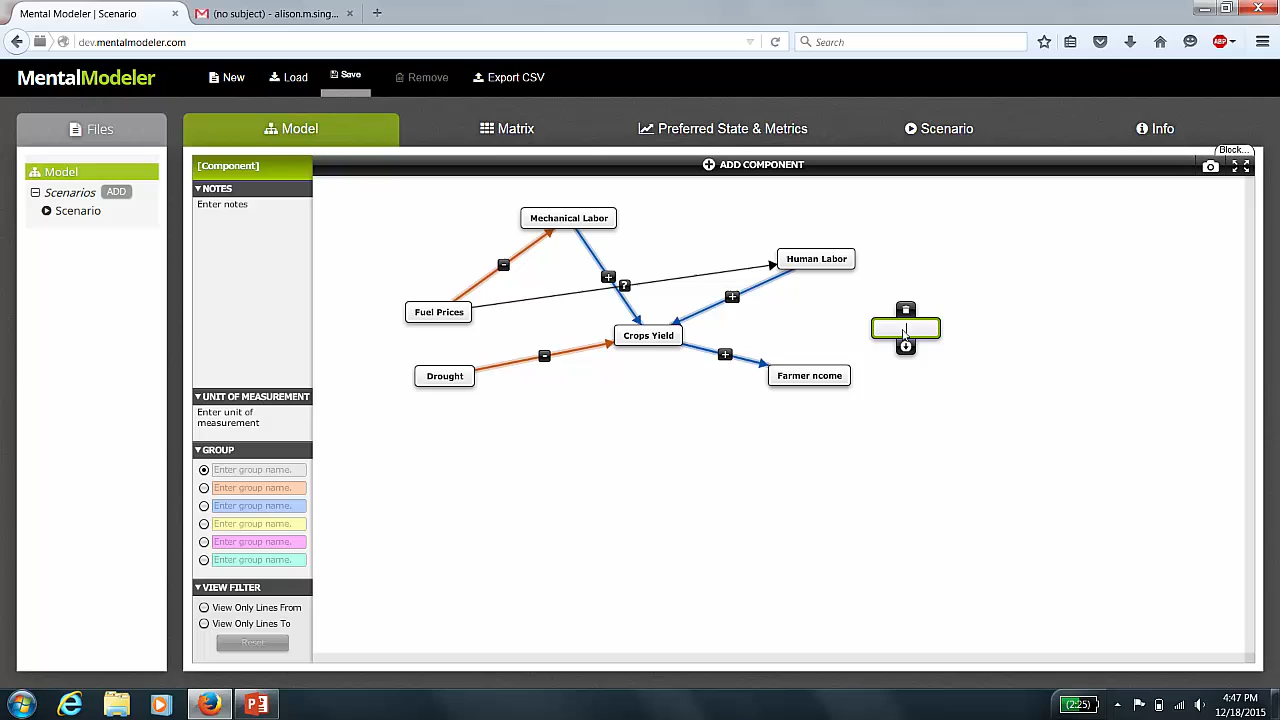 Mental Modeler | Scenario
(no subject) - alison.m.sing...
dev.mentalmodeler.com
Search
ABP
MentalModeler
New
Load
Save
Remove
Export CSV
Files
Model
Matrix
Preferred State & Metrics
Scenario
Info
Model
Scenarios ADD
Scenario
[Component]
ADD COMPONENT
Block...
NOTES
Enter notes
UNIT OF MEASUREMENT
Enter unit of
measurement
GROUP
Enter group name.
Enter group name.
Enter group name.
Enter group name.
Enter group name.
Enter group name.
VIEW FILTER
View Only Lines From
View Only Lines To
Reset
Mechanical Labor
Human Labor
-
+
?
+
Fuel Prices
Crops Yield
-
+
Drought
Farmer ncome
(2:25)
4:47 PM
12/18/2015